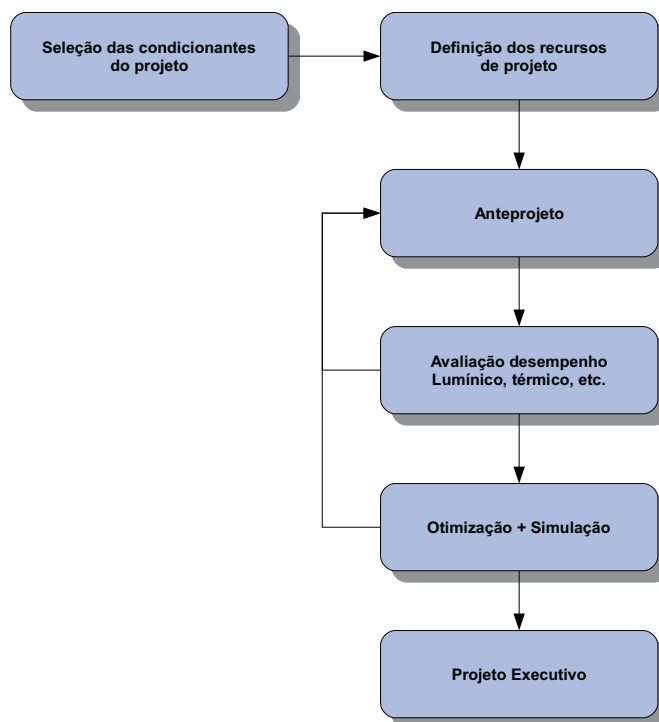 Seleção das condicionantes
do projeto
Definição dos recursos
de projeto
Anteprojeto
Avaliação desempenho
Lumínico, térmico, etc.
Otimização + Simulação
Projeto Executivo